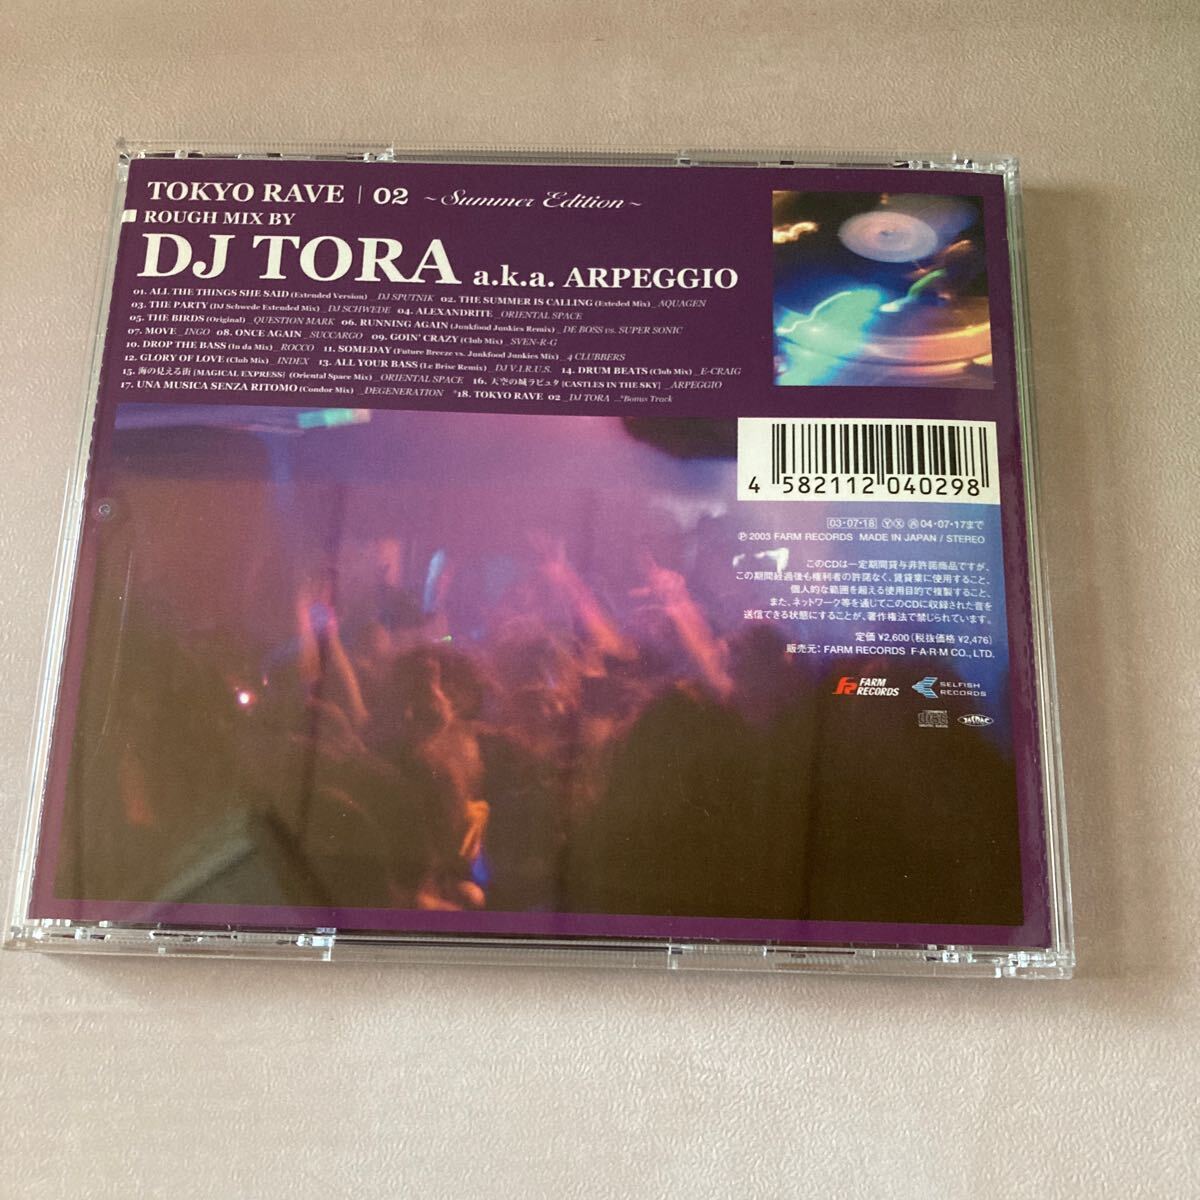 TOKYO RAVE | 02 ~Summer Edition~
ROUGH MIX BY
DJ TORA a.k.a. ARPEGGIO
01. ALL THE THINGS SHE SAID (Extended Version) _DJ SPUTNIK 02. THE SUMMER IS CALLING (Exteded Mix) _AQUAGEN
03. THE PARTY (DJ Schwede Extended Mix) _DJ SCHWEDE 04. ALEXANDRITE _ORIENTAL SPACE
05. THE BIRDS (Original) _QUESTION MARK 06. RUNNING AGAIN (Junkfood Junkies Remix) _DE BOSS vs. SUPER SONIC
07. MOVE _INGO 08. ONCE AGAIN _SUCCARGO 09. GOIN' CRAZY (Club Mix) _SVEN-R-G
10. DROP THE BASS (In da Mix) _ROCCO 11. SOMEDAY (Future Breeze vs. Junkfood Junkies Mix) _4 CLUBBERS
12. GLORY OF LOVE (Club Mix) _INDEX 13. ALL YOUR BASS (Le Brisc Remix) _DJ V.I.R.U.S. 14. DRUM BEATS (Club Mix) _E-CRAIG
15. 海の見える街 [MAGICAL EXPRESS] (Oriental Space Mix) _ORIENTAL SPACE 16. 天空の城ラピュタ [CASTLES IN THE SKY] _ARPEGGIO
17. UNA MUSICA SENZA RITOMO (Condor Mix) _DEGENERATION *18. TOKYO RAVE 02 _DJ TORA ...*Bonus Track
4 582112 040298
03·07·18 Ⓨ Ⓧ 04·07·17まで
Ⓟ 2003 FARM RECORDS MADE IN JAPAN / STEREO
このCDは一定期間貸与非許諾商品ですが、
この期間経過後も権利者の許諾なく、賃貸業に使用すること、
個人的な範囲を超える使用目的で複製すること、
また、ネットワーク等を通じてこのCDに収録された音を
送信できる状態にすることが、著作権法で禁じられています。
定価 ¥2,600(税抜価格 ¥2,476)
販売元: FARM RECORDS F·A·R·M CO., LTD.
FARM RECORDS
SELFISH RECORDS
JASRAC